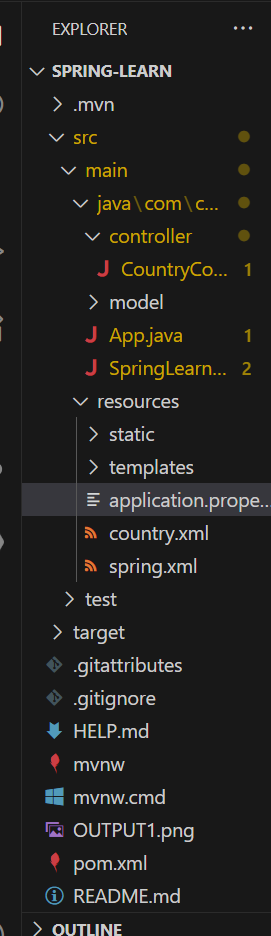 EXPLORER ...
SPRING-LEARN
.mvn
src
main
java\com\c...
controller
CountryCo... 1
model
App.java 1
SpringLearn... 2
resources
static
templates
application.prope...
country.xml
spring.xml
test
target
.gitattributes
.gitignore
HELP.md
mvnw
mvnw.cmd
OUTPUT1.png
pom.xml
README.md
OUTLINE